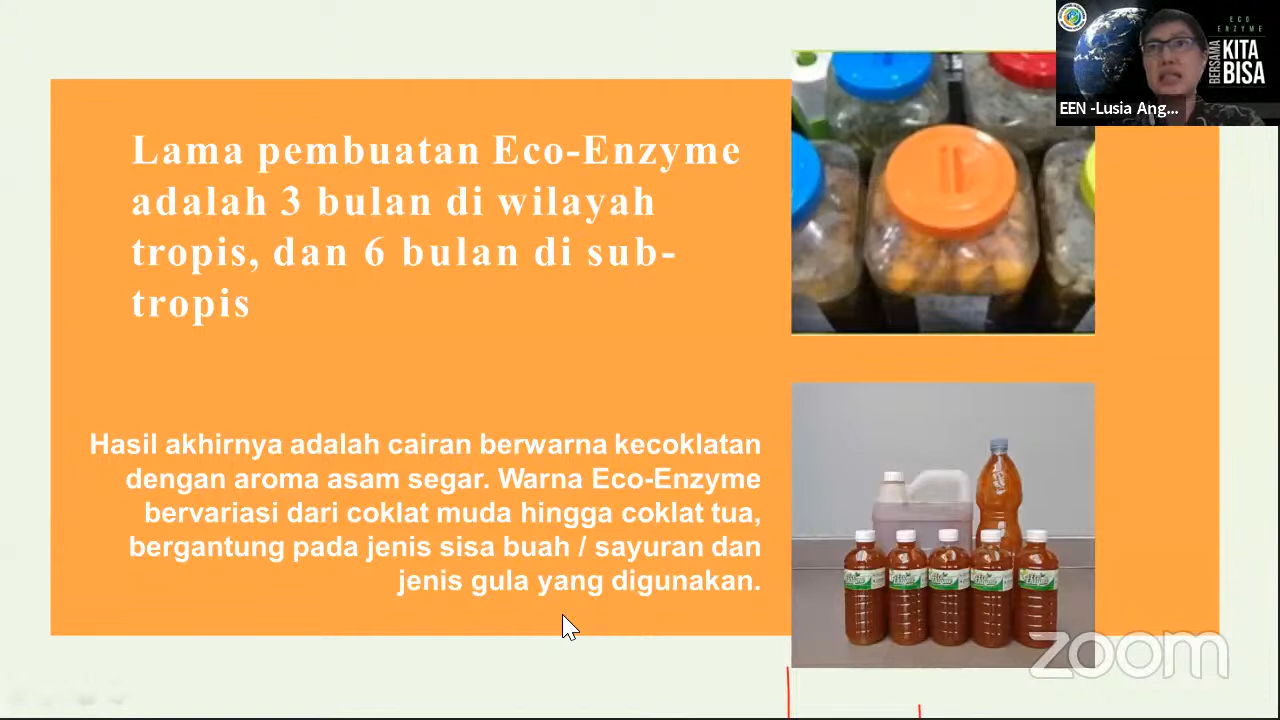 Lama pembuatan Eco-Enzyme
adalah 3 bulan di wilayah
tropis, dan 6 bulan di sub-
tropis
Hasil akhirnya adalah cairan berwarna kecoklatan
dengan aroma asam segar. Warna Eco-Enzyme
bervariasi dari coklat muda hingga coklat tua,
bergantung pada jenis sisa buah / sayuran dan
jenis gula yang digunakan.
ECO
ENZYME
BERSAMA
KITA
BISA
EEN -Lusia Ang...
zoom